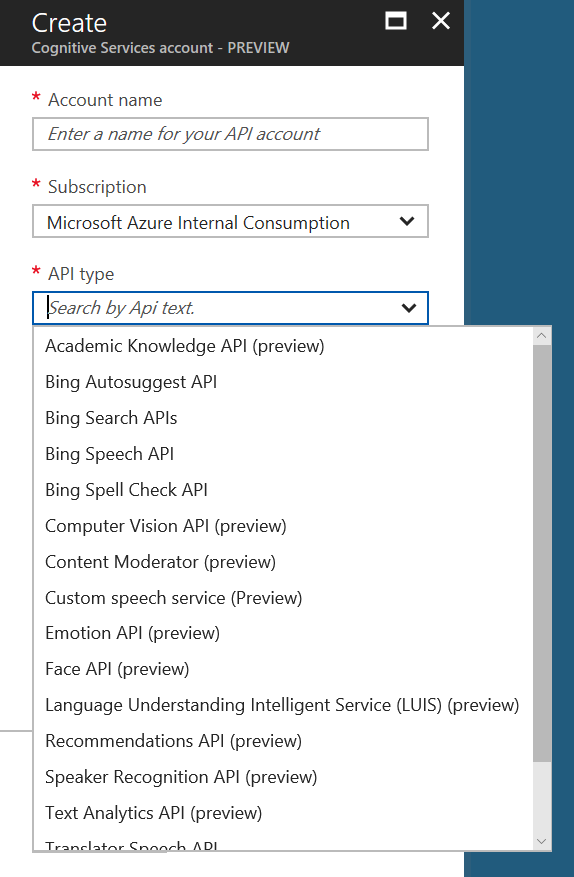 Create
Cognitive Services account - PREVIEW
* Account name
Enter a name for your API account
* Subscription
Microsoft Azure Internal Consumption
* API type
Search by Api text.
Academic Knowledge API (preview)
Bing Autosuggest API
Bing Search APIs
Bing Speech API
Bing Spell Check API
Computer Vision API (preview)
Content Moderator (preview)
Custom speech service (Preview)
Emotion API (preview)
Face API (preview)
Language Understanding Intelligent Service (LUIS) (preview)
Recommendations API (preview)
Speaker Recognition API (preview)
Text Analytics API (preview)
Translator Speech API